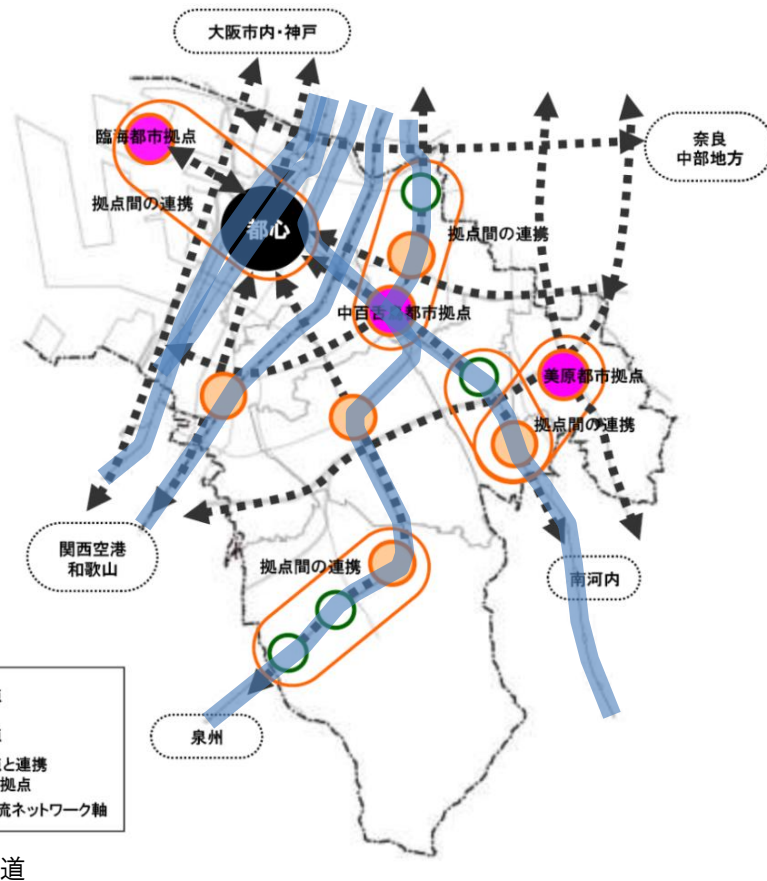 大阪市内・神戸
臨海都市拠点
奈良
中部地方
拠点間の連携
都心
拠点間の連携
中百舌鳥都市拠点
美原都市拠点
拠点間の連携
関西空港
和歌山
拠点間の連携
南河内
泉州
と連携
拠点
流ネットワーク軸
道